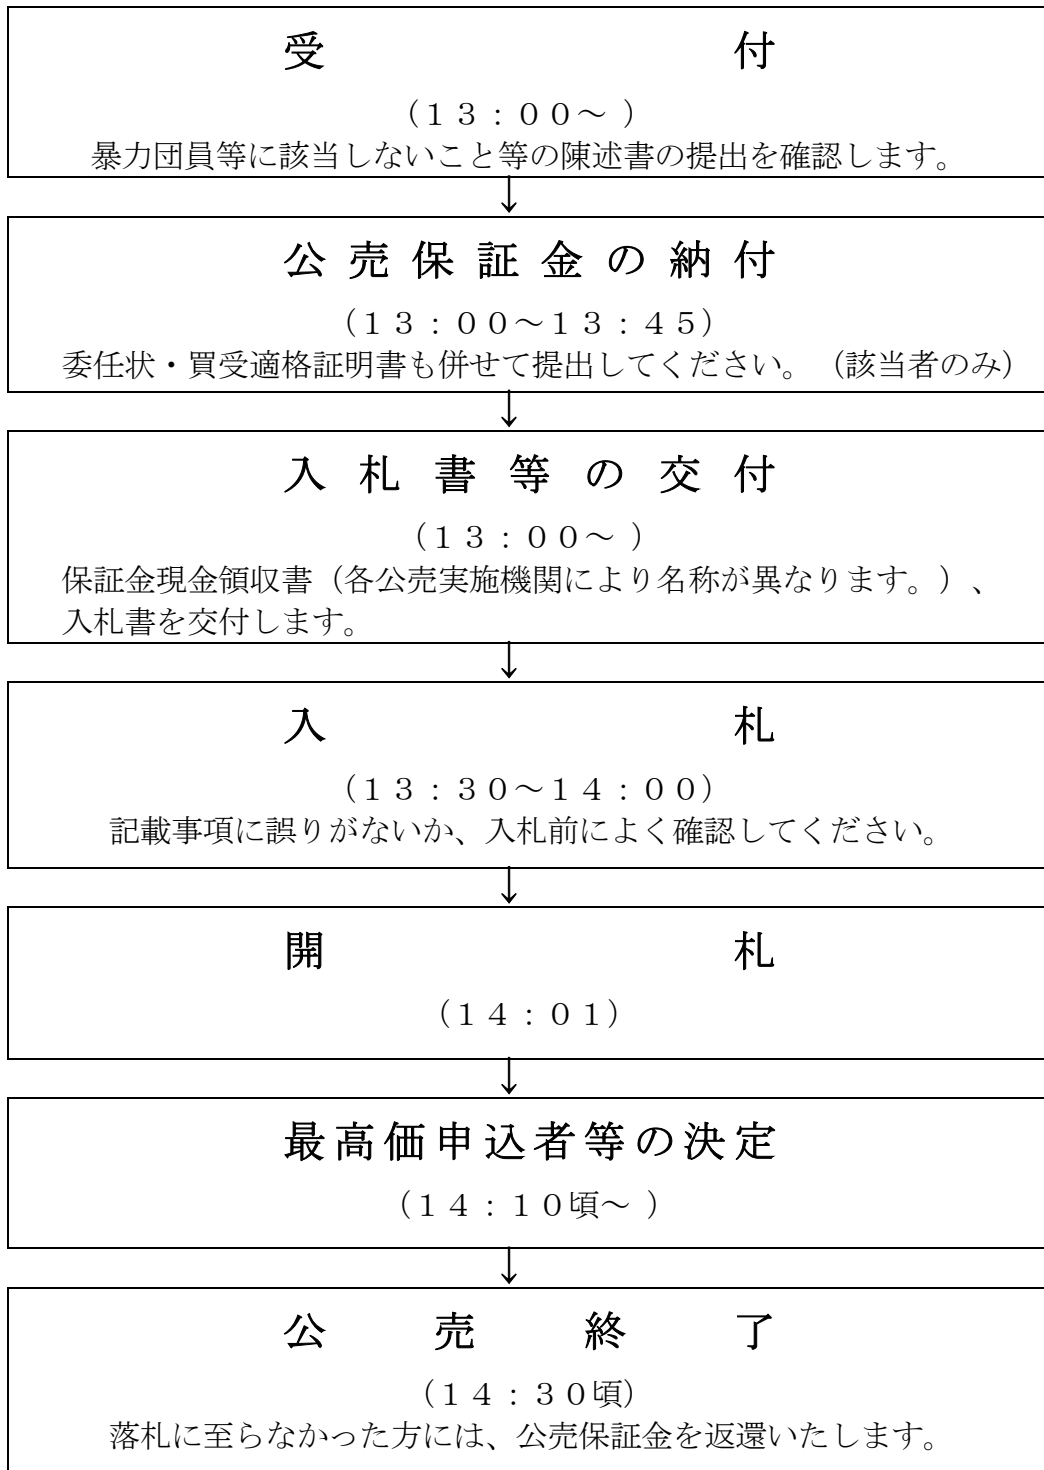 受付
（１３：００～ ）
暴力団員等に該当しないこと等の陳述書の提出を確認します。
↓
公売保証金の納付
（１３：００～１３：４５）
委任状・買受適格証明書も併せて提出してください。（該当者のみ）
↓
入札書等の交付
（１３：００～ ）
保証金現金領収書（各公売実施機関により名称が異なります。）、
入札書を交付します。
↓
入札
（１３：３０～１４：００）
記載事項に誤りがないか、入札前によく確認してください。
↓
開札
（１４：０１）
↓
最高価申込者等の決定
（１４：１０頃～ ）
↓
公売終了
（１４：３０頃）
落札に至らなかった方には、公売保証金を返還いたします。